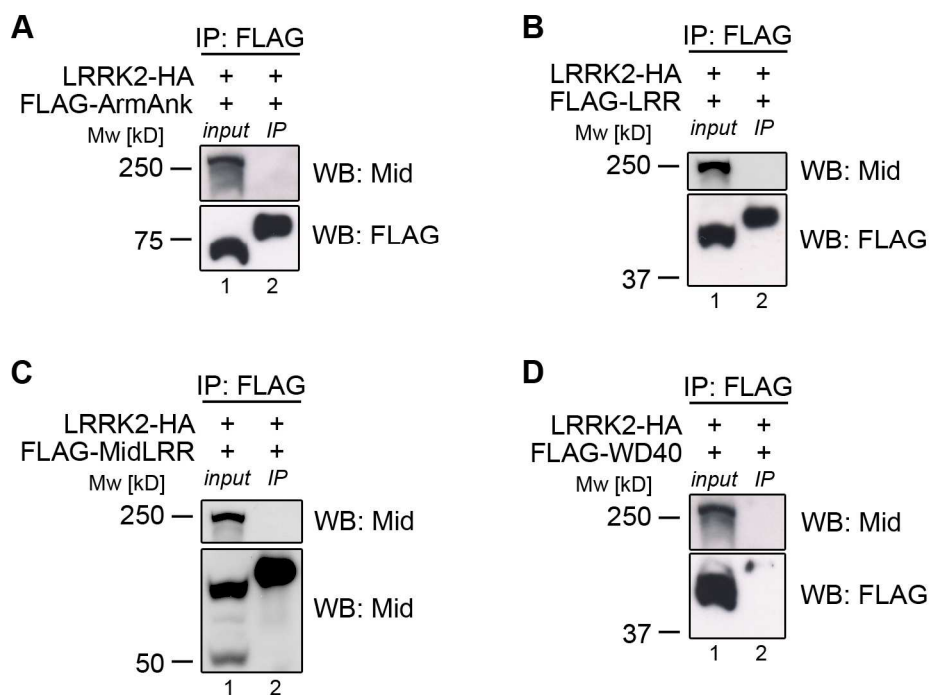 A
IP: FLAG
LRRK2-HA + +
FLAG-ArmAnk + +
Mw [kD] input IP
250 WB: Mid
75 WB: FLAG
1 2
B
IP: FLAG
LRRK2-HA + +
FLAG-LRR + +
Mw [kD] input IP
250 WB: Mid
WB: FLAG
37
1 2
C
IP: FLAG
LRRK2-HA + +
FLAG-MidLRR + +
Mw [kD] input IP
250 WB: Mid
WB: Mid
50
1 2
D
IP: FLAG
LRRK2-HA + +
FLAG-WD40 + +
Mw [kD] input IP
250 WB: Mid
WB: FLAG
37
1 2